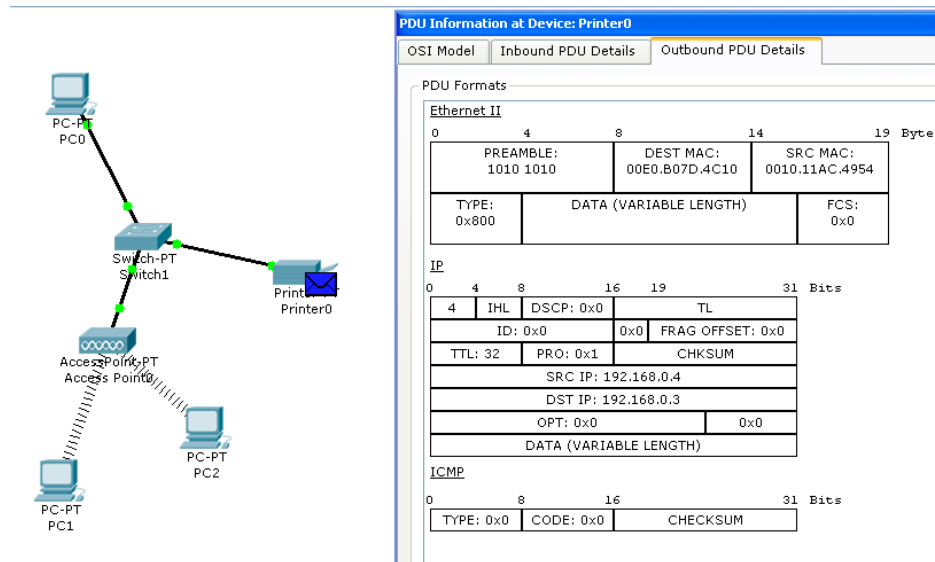 PDU Information at Device: Printer0
OSI Model Inbound PDU Details Outbound PDU Details
PDU Formats
Ethernet II
0 4 8 14 19 Byte
PREAMBLE: 1010 1010 DEST MAC: 00E0.B07D.4C10 SRC MAC: 0010.11AC.4954
TYPE: 0x800 DATA (VARIABLE LENGTH) FCS: 0x0
IP
0 4 8 16 19 31 Bits
4 IHL DSCP: 0x0 TL
ID: 0x0 0x0 FRAG OFFSET: 0x0
TTL: 32 PRO: 0x1 CHKSUM
SRC IP: 192.168.0.4
DST IP: 192.168.0.3
OPT: 0x0 0x0
DATA (VARIABLE LENGTH)
ICMP
0 8 16 31 Bits
TYPE: 0x0 CODE: 0x0 CHECKSUM
PC-PT
PC0
Switch-PT
Switch1
Printer0
AccessPoint-PT
Access Point0
PC-PT
PC2
PC-PT
PC1